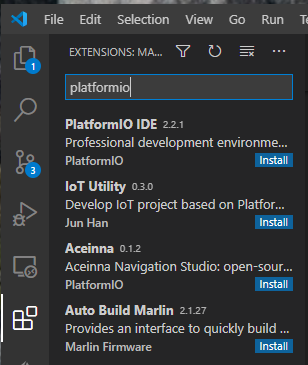 File Edit Selection View Go
EXTENSIONS: MA...
1
platformio
PlatformIO IDE 2.2.1
Professional development environme...
PlatformIO Install
3
IoT Utility 0.3.0
Develop IoT project based on Platfor...
Jun Han Install
Aceinna 0.1.2
Aceinna Navigation Studio: open-sour...
PlatformIO Install
Auto Build Marlin 2.1.27
Provides an interface to quickly build ...
Marlin Firmware Install